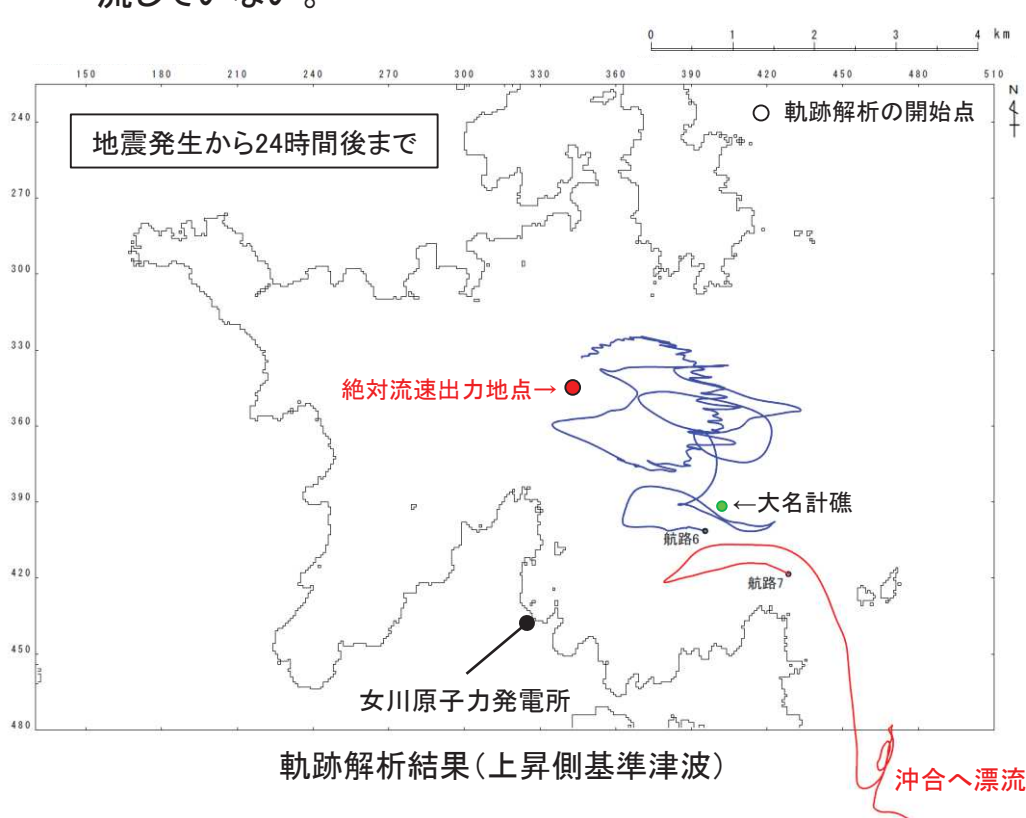 流していない。
0 1 2 3 4 km
150 180 210 240 270 300 330 360 390 420 450 480 510
N
240
270
300
330
360
390
420
450
480
地震発生から24時間後まで
軌跡解析の開始点
絶対流速出力地点→
←大名計礁
航路6
航路7
女川原子力発電所
軌跡解析結果（上昇側基準津波）
沖合へ漂流